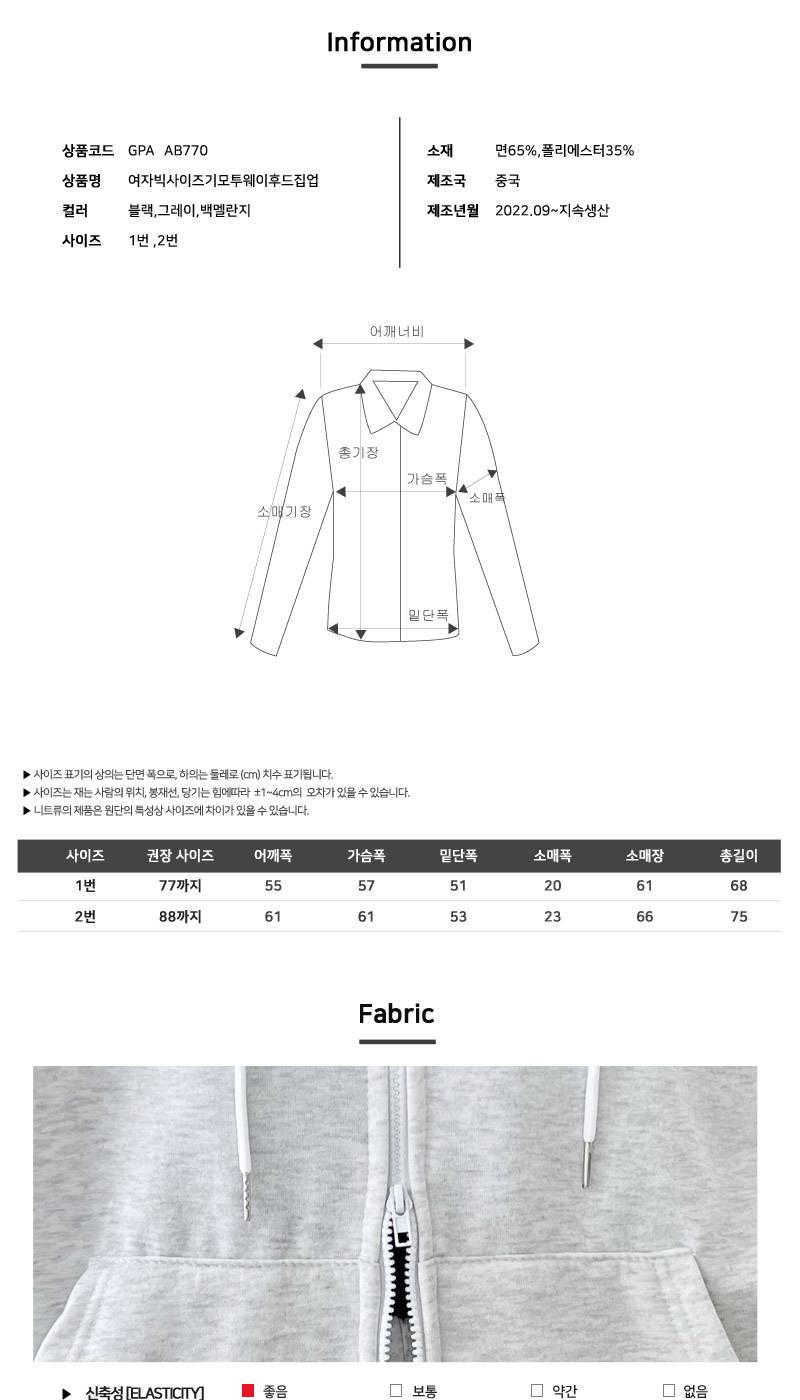 Information
상품코드 GPA AB770
상품명 여자빅사이즈기모투웨이후드집업
컬러 블랙,그레이,백멜란지
사이즈 1번 ,2번
소재 면65%,폴리에스터35%
제조국 중국
제조년월 2022.09~지속생산
어깨너비
총기장
가슴폭
소매폭
소매기장
밑단폭
▶ 사이즈 표기의 상의는 단면 폭으로, 하의는 둘레로 (cm) 치수 표기됩니다.
▶ 사이즈는 재는 사람의 위치, 봉재선, 당기는 힘에따라 ±1~4cm의 오차가 있을 수 있습니다.
▶ 니트류의 제품은 원단의 특성상 사이즈에 차이가 있을 수 있습니다.
사이즈 권장 사이즈 어깨폭 가슴폭 밑단폭 소매폭 소매장 총길이
1번 77까지 55 57 51 20 61 68
2번 88까지 61 61 53 23 66 75
Fabric
▶ 신축성 [ELASTICITY] 좋음 보통 약간 없음